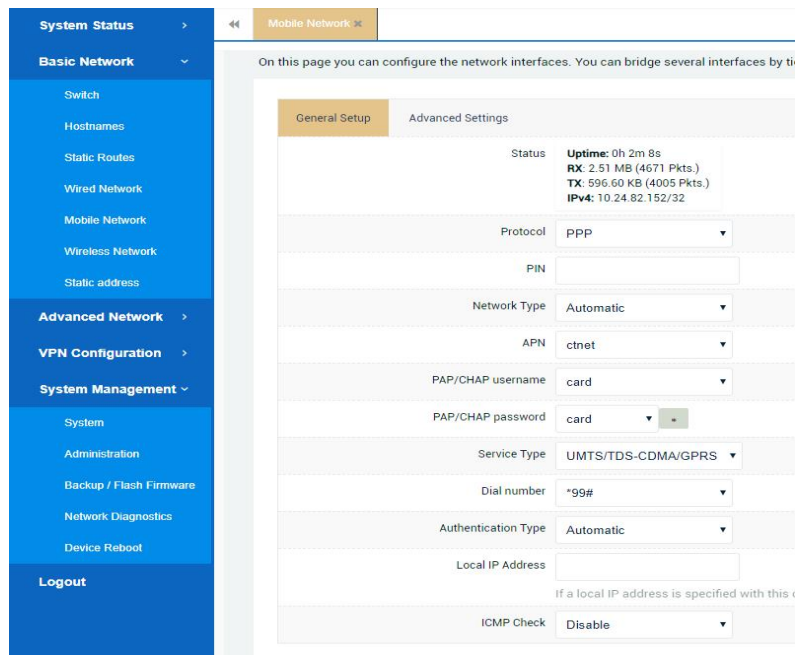 System Status
Basic Network
Switch
Hostnames
Static Routes
Wired Network
Mobile Network
Wireless Network
Static address
Advanced Network
VPN Configuration
System Management
System
Administration
Backup / Flash Firmware
Network Diagnostics
Device Reboot
Logout
Mobile Network
On this page you can configure the network interfaces. You can bridge several interfaces by
General Setup Advanced Settings
Status Uptime: 0h 2m 8s
RX: 2.51 MB (4671 Pkts.)
TX: 596.60 KB (4005 Pkts.)
IPv4: 10.24.82.152/32
Protocol PPP
PIN
Network Type Automatic
APN ctnet
PAP/CHAP username card
PAP/CHAP password card *
Service Type UMTS/TDS-CDMA/GPRS
Dial number *99#
Authentication Type Automatic
Local IP Address
If a local IP address is specified with this
ICMP Check Disable